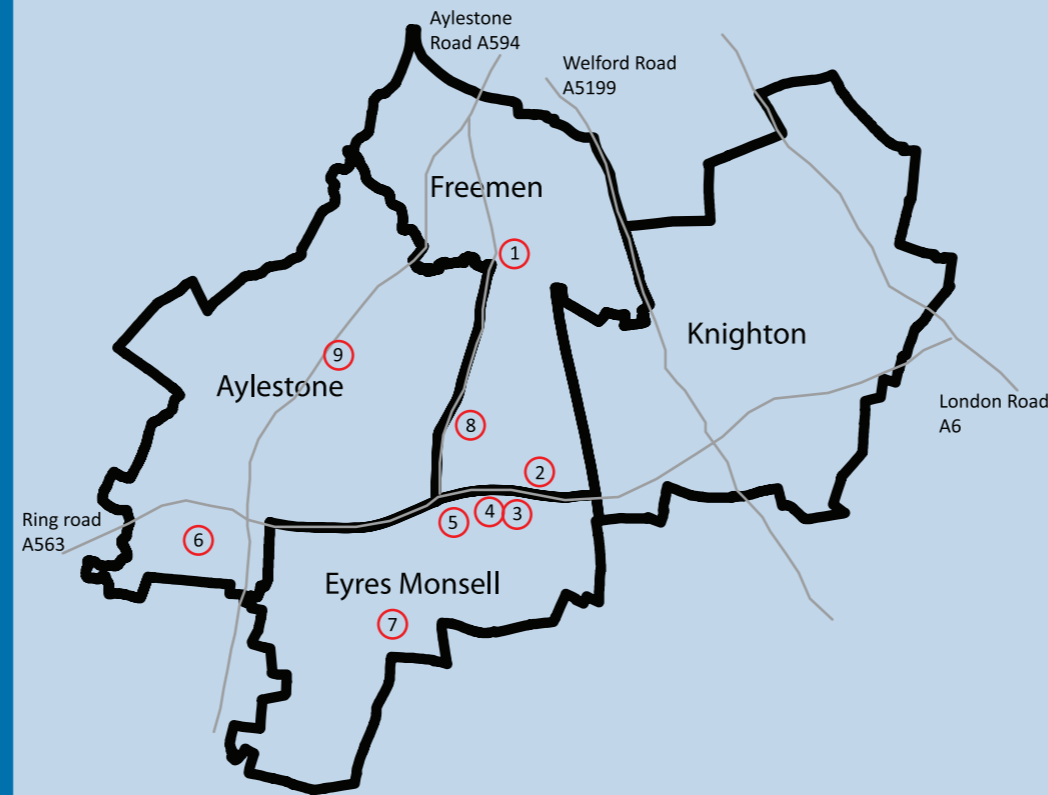 Aylestone
Road A594
Welford Road
A5199
Freemen
1
Knighton
9
Aylestone
London Road
A6
8
2
4
3
5
Ring road
A563
6
Eyres Monsell
7